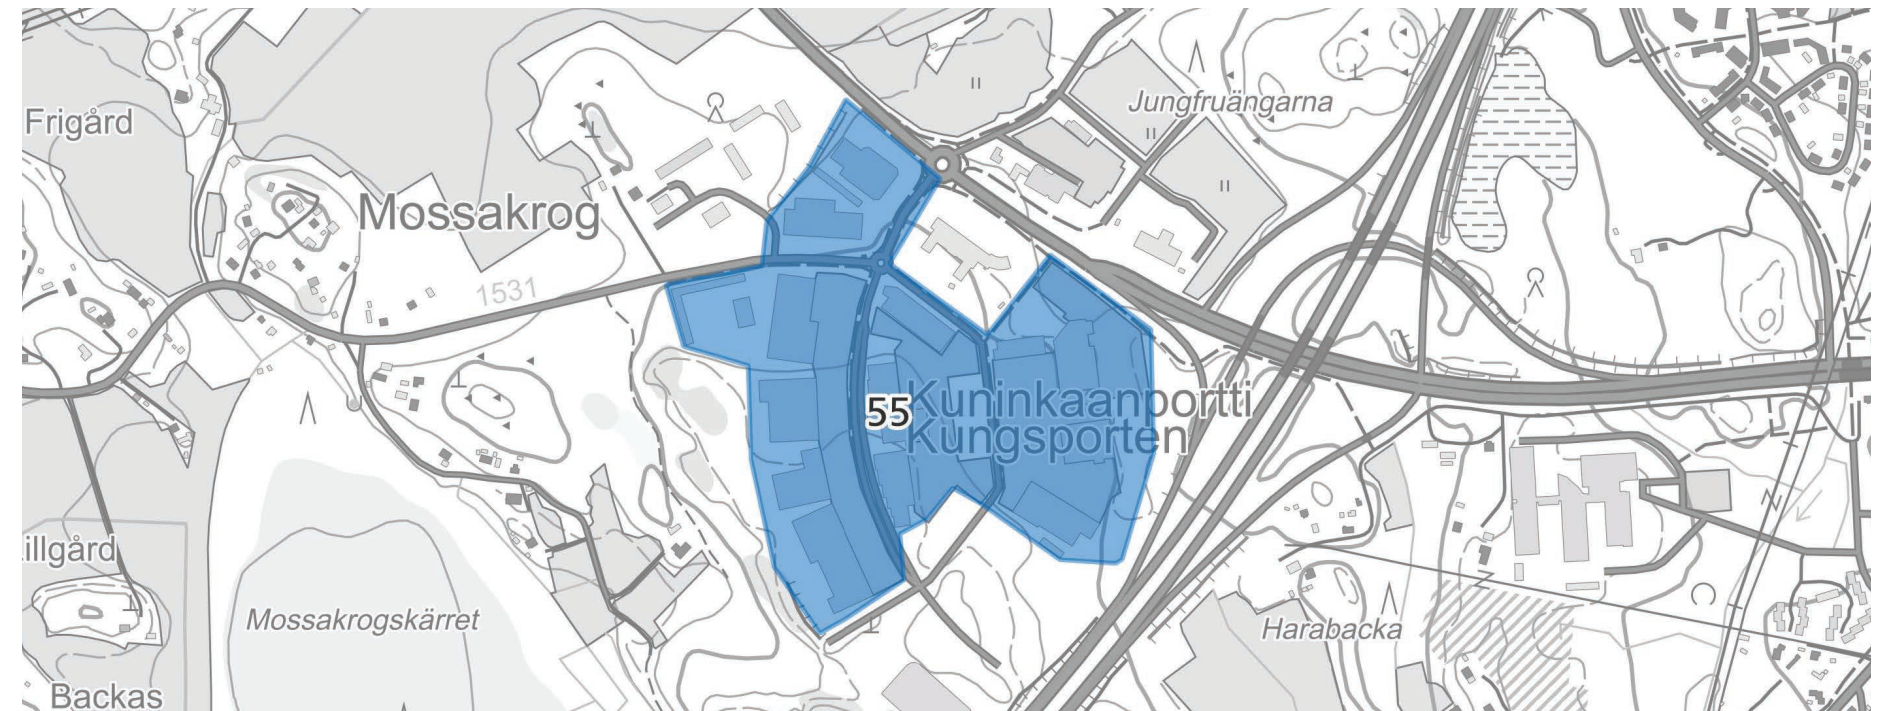 Jungfruängarna
Frigård
Mossakrog
1531
55
Kuninkaanportti
Kungsporten
illgård
Mossakrogskärret
Harabacka
Backas